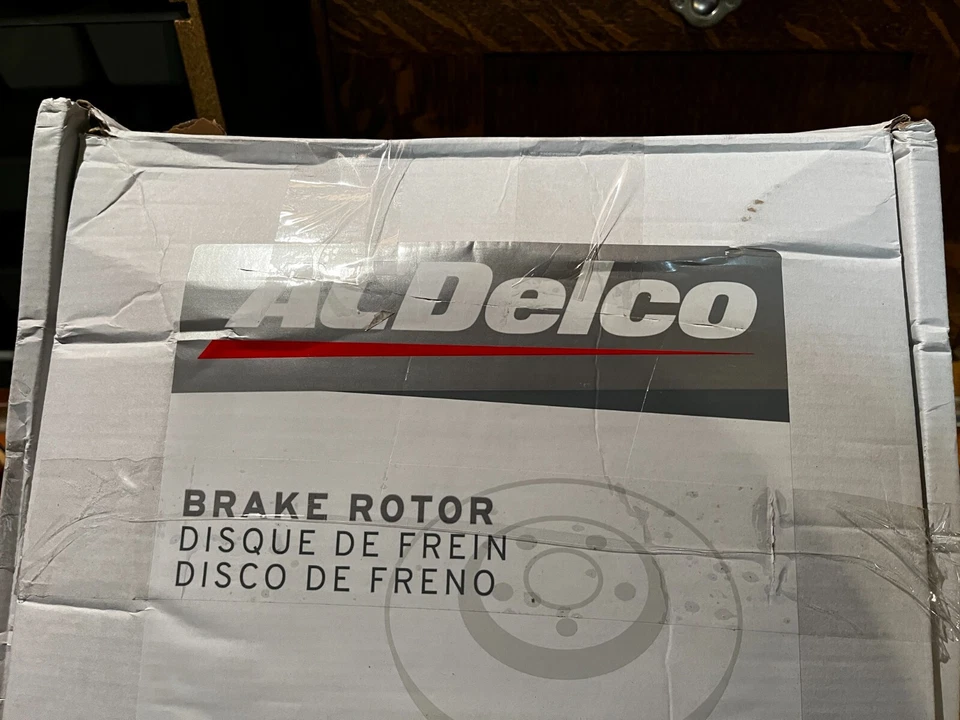 ACDelco
BRAKE ROTOR
DISQUE DE FREIN
DISCO DE FRENO